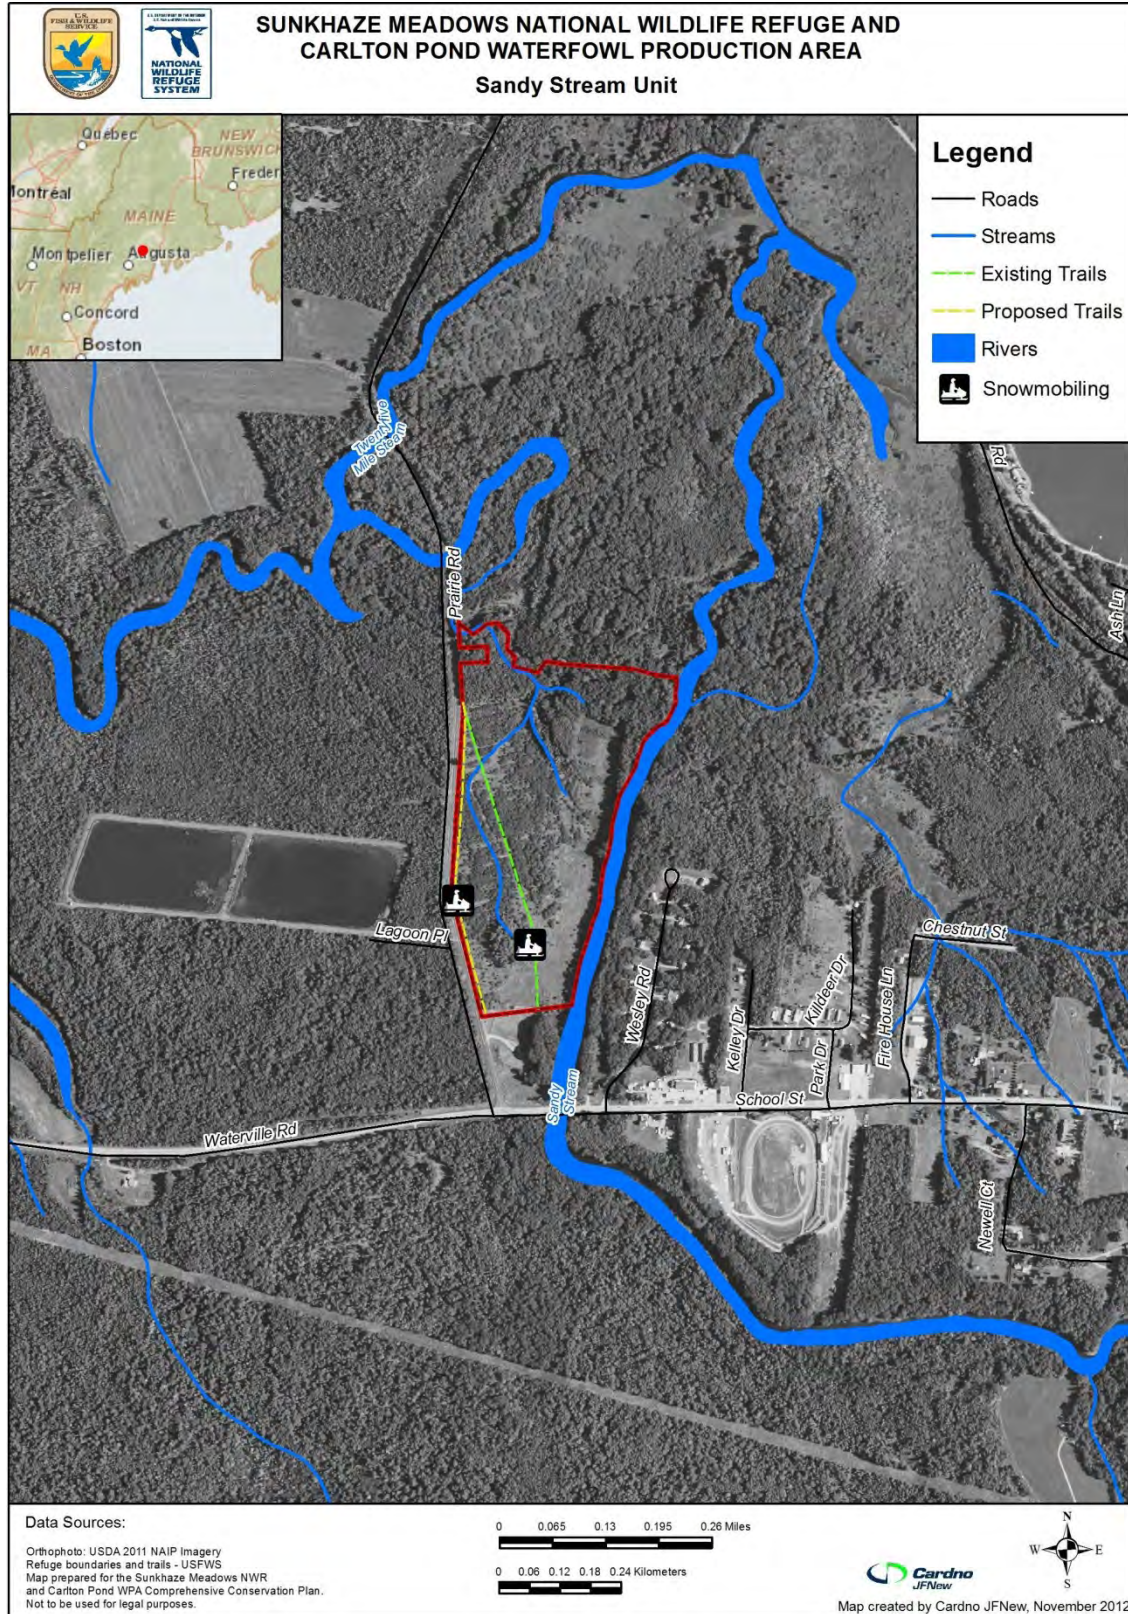 U.S.
FISH & WILDLIFE
SERVICE
NATIONAL
WILDLIFE
REFUGE
SYSTEM
SUNKHAZE MEADOWS NATIONAL WILDLIFE REFUGE AND
CARLTON POND WATERFOWL PRODUCTION AREA
Sandy Stream Unit
Québec
NEW
BRUNSWICK
Freder
Montréal
MAINE
Montpelier
Augusta
VT
NH
Concord
MA
Boston
Legend
Roads
Streams
Existing Trails
Proposed Trails
Rivers
Snowmobiling
Twentyfive
Mile Steam
Rd
Prairie Rd
Ash Ln
Lagoon Pl
Chestnut St
Wesley Rd
Kelley Dr
Killdeer Dr
Park Dr
Fire House Ln
Sandy
Stream
School St
Waterville Rd
Newell Ct
Data Sources:
Orthophoto: USDA 2011 NAIP Imagery
Refuge boundaries and trails - USFWS
Map prepared for the Sunkhaze Meadows NWR
and Carlton Pond WPA Comprehensive Conservation Plan.
Not to be used for legal purposes.
0 0.065 0.13 0.195 0.26 Miles
0 0.06 0.12 0.18 0.24 Kilometers
N
W E
S
Cardno
JFNew
Map created by Cardno JFNew, November 2012